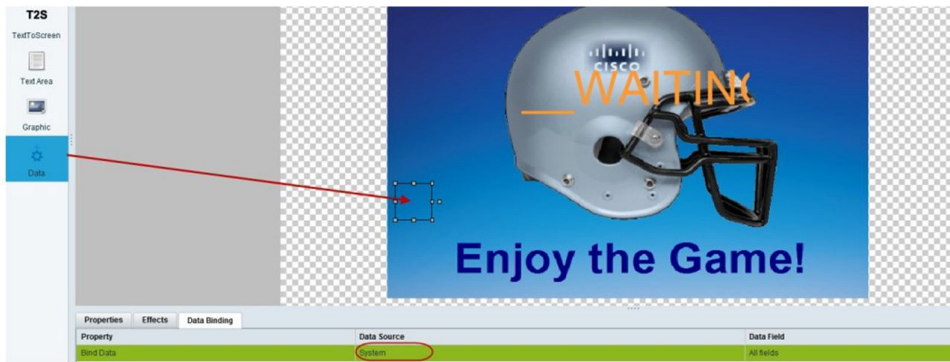 T2S
TextToScreen
Text Area
Graphic
Data
CISCO
__WAITING
Enjoy the Game!
Properties Effects Data Binding
Property Data Source Data Field
Bind Data System All fields